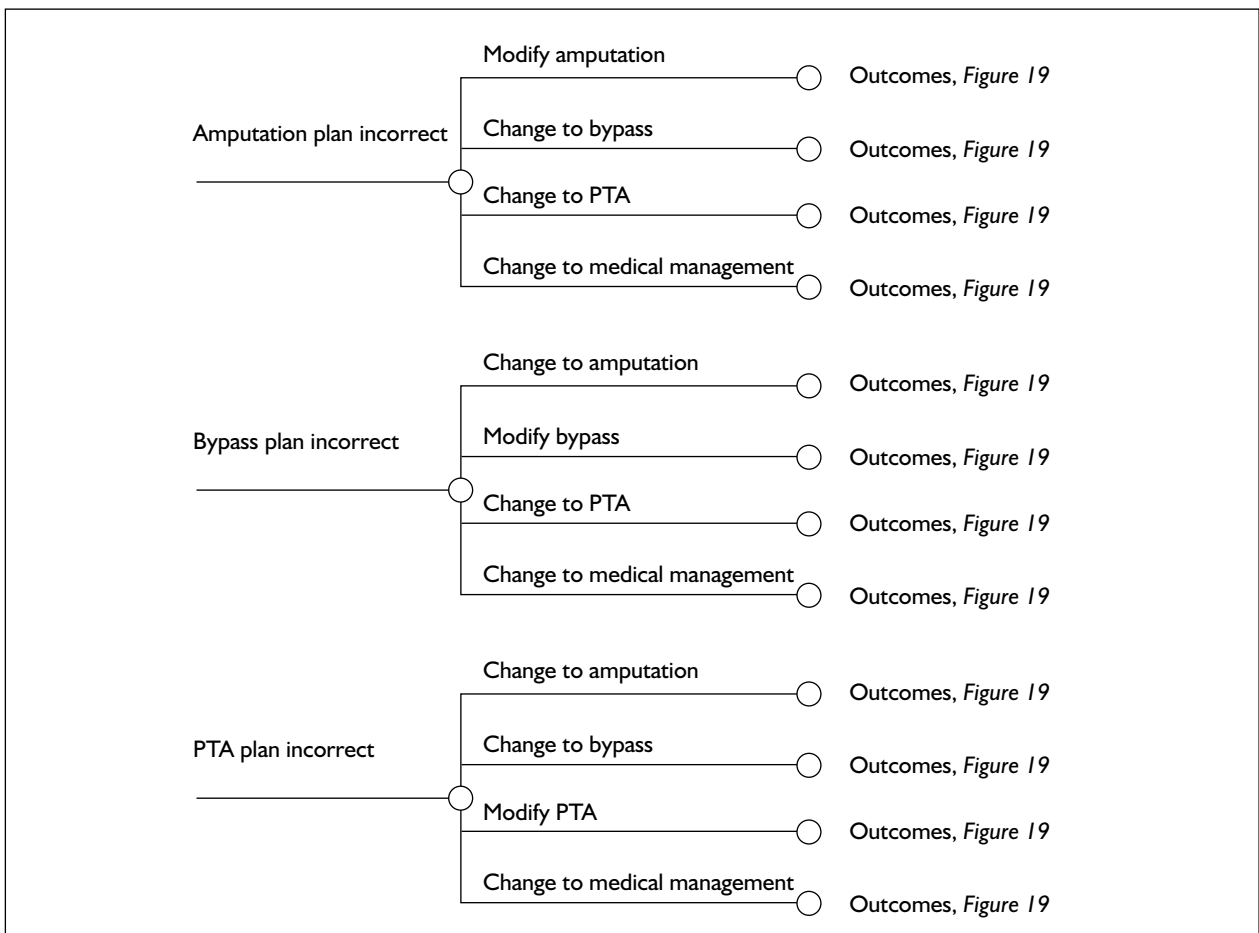 Modify amputation
Outcomes, Figure 19
Amputation plan incorrect
Change to bypass
Outcomes, Figure 19
Change to PTA
Outcomes, Figure 19
Change to medical management
Outcomes, Figure 19
Change to amputation
Outcomes, Figure 19
Bypass plan incorrect
Modify bypass
Outcomes, Figure 19
Change to PTA
Outcomes, Figure 19
Change to medical management
Outcomes, Figure 19
Change to amputation
Outcomes, Figure 19
PTA plan incorrect
Change to bypass
Outcomes, Figure 19
Modify PTA
Outcomes, Figure 19
Change to medical management
Outcomes, Figure 19